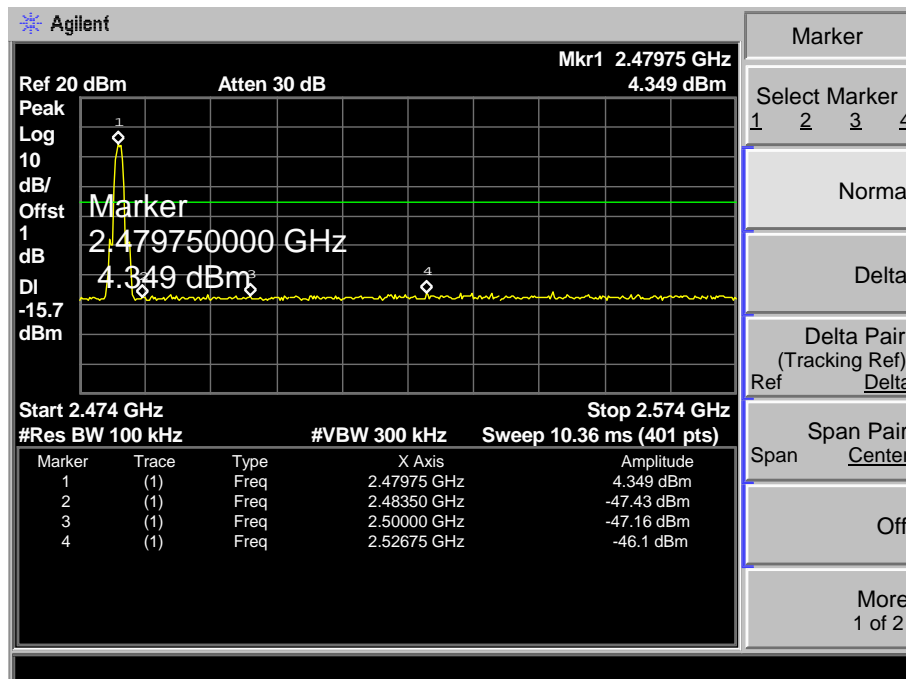 Agilent
Mkr1 2.47975 GHz
Ref 20 dBm Atten 30 dB 4.349 dBm
Peak
Log
10
dB/
Offst
1
dB
DI
-15.7
dBm
1
2
3
4
Marker
2.479750000 GHz
4.349 dBm
Start 2.474 GHz Stop 2.574 GHz
#Res BW 100 kHz #VBW 300 kHz Sweep 10.36 ms (401 pts)
Marker Trace Type X Axis Amplitude
1 (1) Freq 2.47975 GHz 4.349 dBm
2 (1) Freq 2.48350 GHz -47.43 dBm
3 (1) Freq 2.50000 GHz -47.16 dBm
4 (1) Freq 2.52675 GHz -46.1 dBm
Marker
Select Marker
1 2 3 4
Norma
Delta
Delta Pair
(Tracking Ref)
Ref Delta
Span Pair
Span Center
Off
More
1 of 2